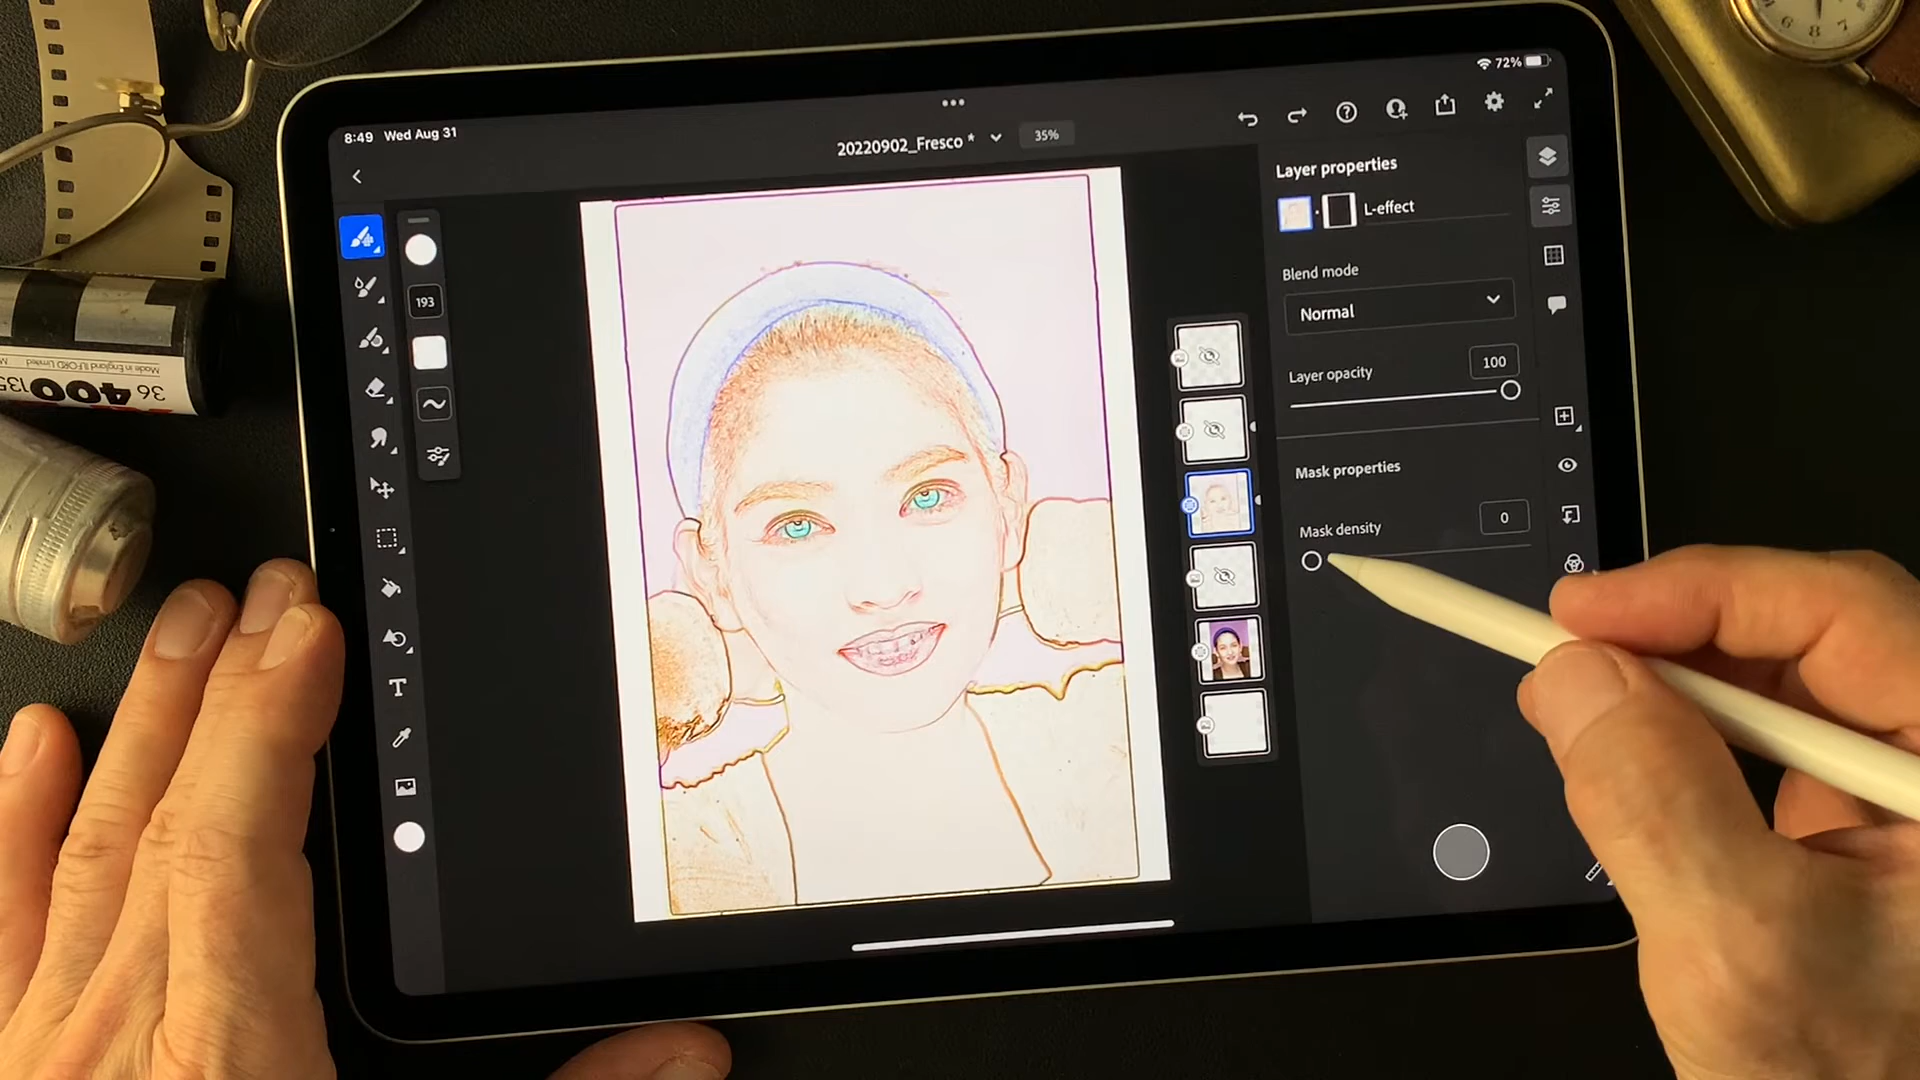 8:49 Wed Aug 31
72%
20220902_Fresco *
35%
Layer properties
L-effect
Blend mode
Normal
Layer opacity
100
Mask properties
Mask density
0
193
T
Made in England ILFORD Limited
36 400
8